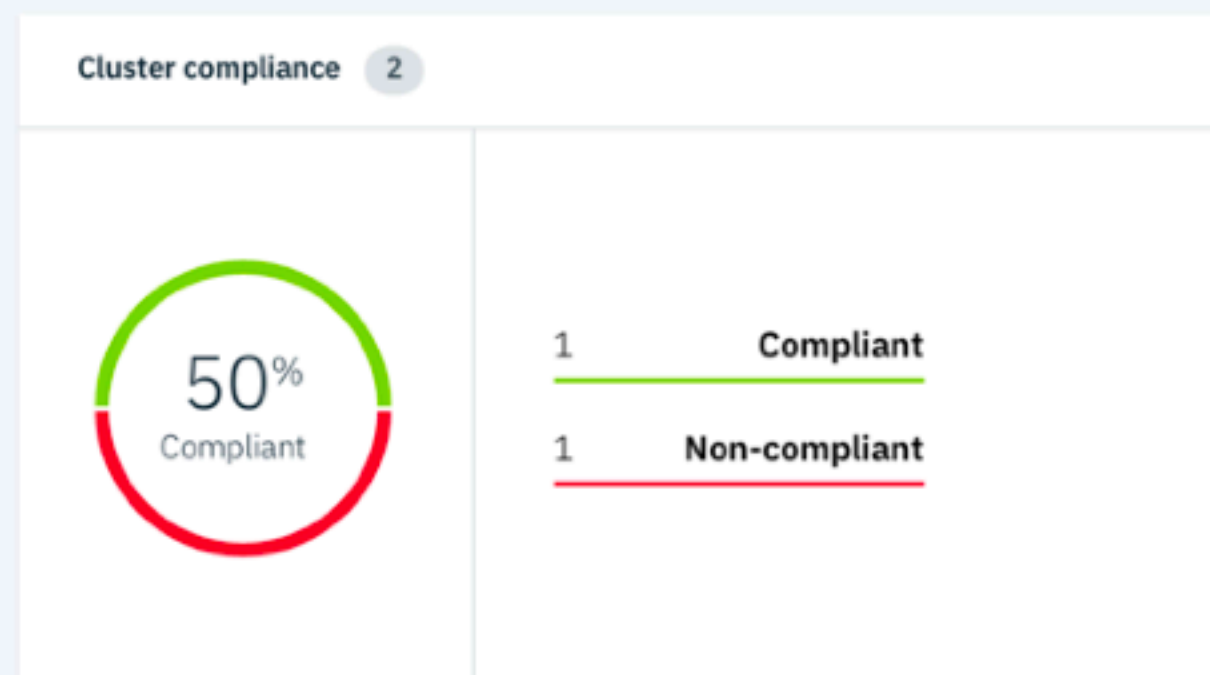 Cluster compliance 2
50%
Compliant
1 Compliant
1 Non-compliant